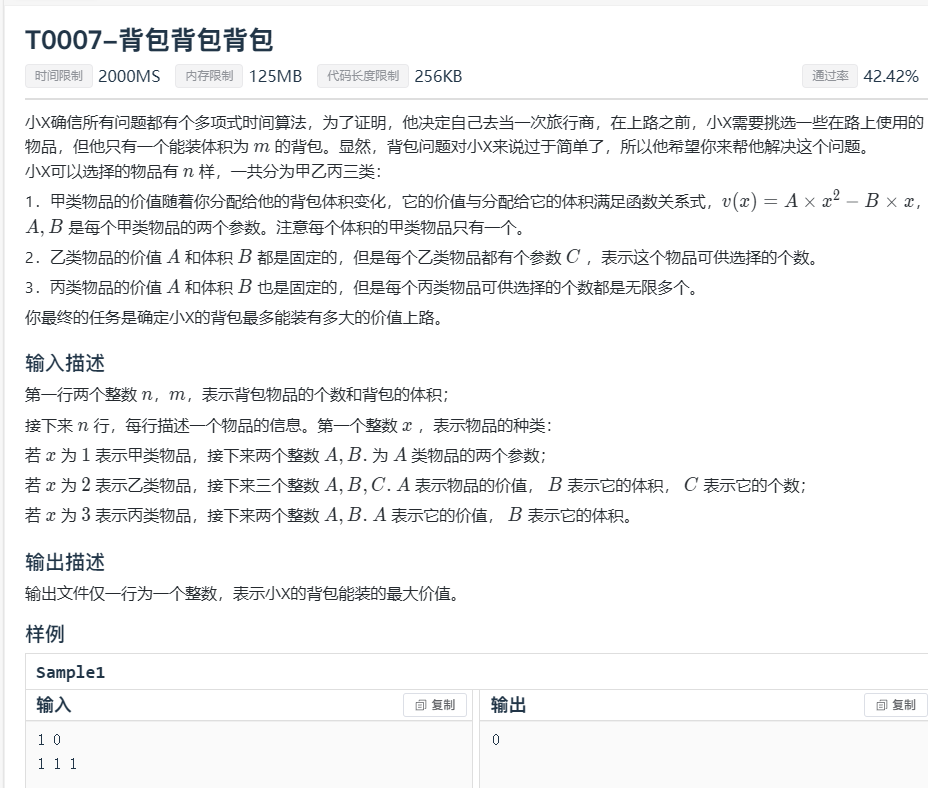 T0007–背包背包背包
时间限制 2000MS 内存限制 125MB 代码长度限制 256KB 通过率 42.42%
小X确信所有问题都有个多项式时间算法，为了证明，他决定自己去当一次旅行商，在上路之前，小X需要挑选一些在路上使用的
物品，但他只有一个能装体积为 m 的背包。显然，背包问题对小X来说过于简单了，所以他希望你来帮他解决这个问题。
小X可以选择的物品有 n 样，一共分为甲乙丙三类：
1．甲类物品的价值随着你分配给他的背包体积变化，它的价值与分配给它的体积满足函数关系式，v(x) = A × x² − B × x，
A, B 是每个甲类物品的两个参数。注意每个体积的甲类物品只有一个。
2．乙类物品的价值 A 和体积 B 都是固定的，但是每个乙类物品都有个参数 C ，表示这个物品可供选择的个数。
3．丙类物品的价值 A 和体积 B 也是固定的，但是每个丙类物品可供选择的个数都是无限多个。
你最终的任务是确定小X的背包最多能装有多大的价值上路。
输入描述
第一行两个整数 n，m，表示背包物品的个数和背包的体积；
接下来 n 行，每行描述一个物品的信息。第一个整数 x ，表示物品的种类：
若 x 为 1 表示甲类物品，接下来两个整数 A, B. 为 A 类物品的两个参数；
若 x 为 2 表示乙类物品，接下来三个整数 A, B, C. A 表示物品的价值， B 表示它的体积， C 表示它的个数；
若 x 为 3 表示丙类物品，接下来两个整数 A, B. A 表示它的价值， B 表示它的体积。
输出描述
输出文件仅一行为一个整数，表示小X的背包能装的最大价值。
样例
Sample1
输入 复制 输出 复制
1 0
1 1 1
0